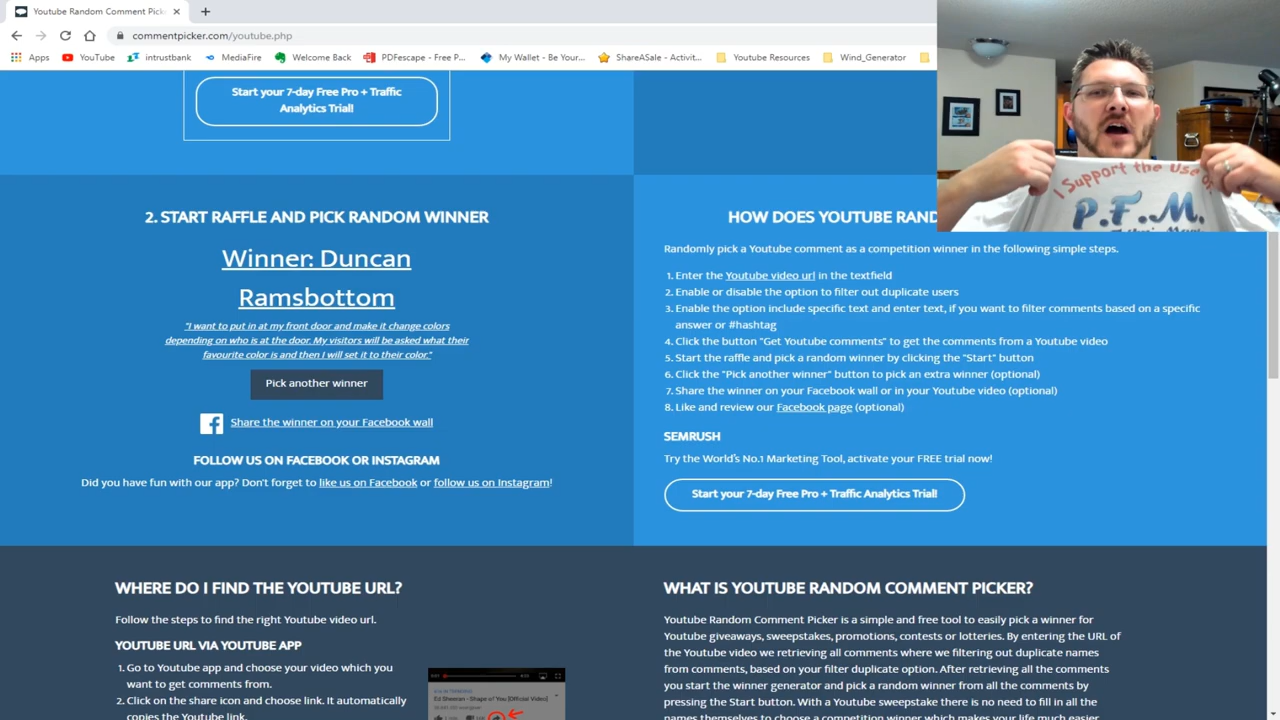 Youtube Random Comment Pick
commentpicker.com/youtube.php
Apps
YouTube
intrustbank
MediaFire
Welcome Back
PDFescape - Free P...
My Wallet - Be Your...
ShareASale - Activit...
Youtube Resources
Wind_Generator
Start your 7-day Free Pro + Traffic
Analytics Trial!
I Support the Use of
P.F.M.
2. START RAFFLE AND PICK RANDOM WINNER
Winner: Duncan
Ramsbottom
"I want to put in at my front door and make it change colors
depending on who is at the door. My visitors will be asked what their
favourite color is and then I will set it to their color."
Pick another winner
Share the winner on your Facebook wall
FOLLOW US ON FACEBOOK OR INSTAGRAM
Did you have fun with our app? Don't forget to like us on Facebook or follow us on Instagram!
HOW DOES YOUTUBE RAN
Randomly pick a Youtube comment as a competition winner in the following simple steps.
1. Enter the Youtube video url in the textfield
2. Enable or disable the option to filter out duplicate users
3. Enable the option include specific text and enter text, if you want to filter comments based on a specific
answer or #hashtag
4. Click the button "Get Youtube comments" to get the comments from a Youtube video
5. Start the raffle and pick a random winner by clicking the "Start" button
6. Click the "Pick another winner" button to pick an extra winner (optional)
7. Share the winner on your Facebook wall or in your Youtube video (optional)
8. Like and review our Facebook page (optional)
SEMRUSH
Try the World's No.1 Marketing Tool, activate your FREE trial now!
Start your 7-day Free Pro + Traffic Analytics Trial!
WHERE DO I FIND THE YOUTUBE URL?
Follow the steps to find the right Youtube video url.
YOUTUBE URL VIA YOUTUBE APP
1. Go to Youtube app and choose your video which you
want to get comments from.
2. Click on the share icon and choose link. It automatically
copies the Youtube link.
Ed Sheeran - Shape of You [Official Video]
WHAT IS YOUTUBE RANDOM COMMENT PICKER?
Youtube Random Comment Picker is a simple and free tool to easily pick a winner for
Youtube giveaways, sweepstakes, promotions, contests or lotteries. By entering the URL of
the Youtube video we retrieving all comments where we filtering out duplicate names
from comments, based on your filter duplicate option. After retrieving all the comments
you start the winner generator and pick a random winner from all the comments by
pressing the Start button. With a Youtube sweepstake there is no need to fill in all the
names themselves to choose a competition winner which makes your life much easier